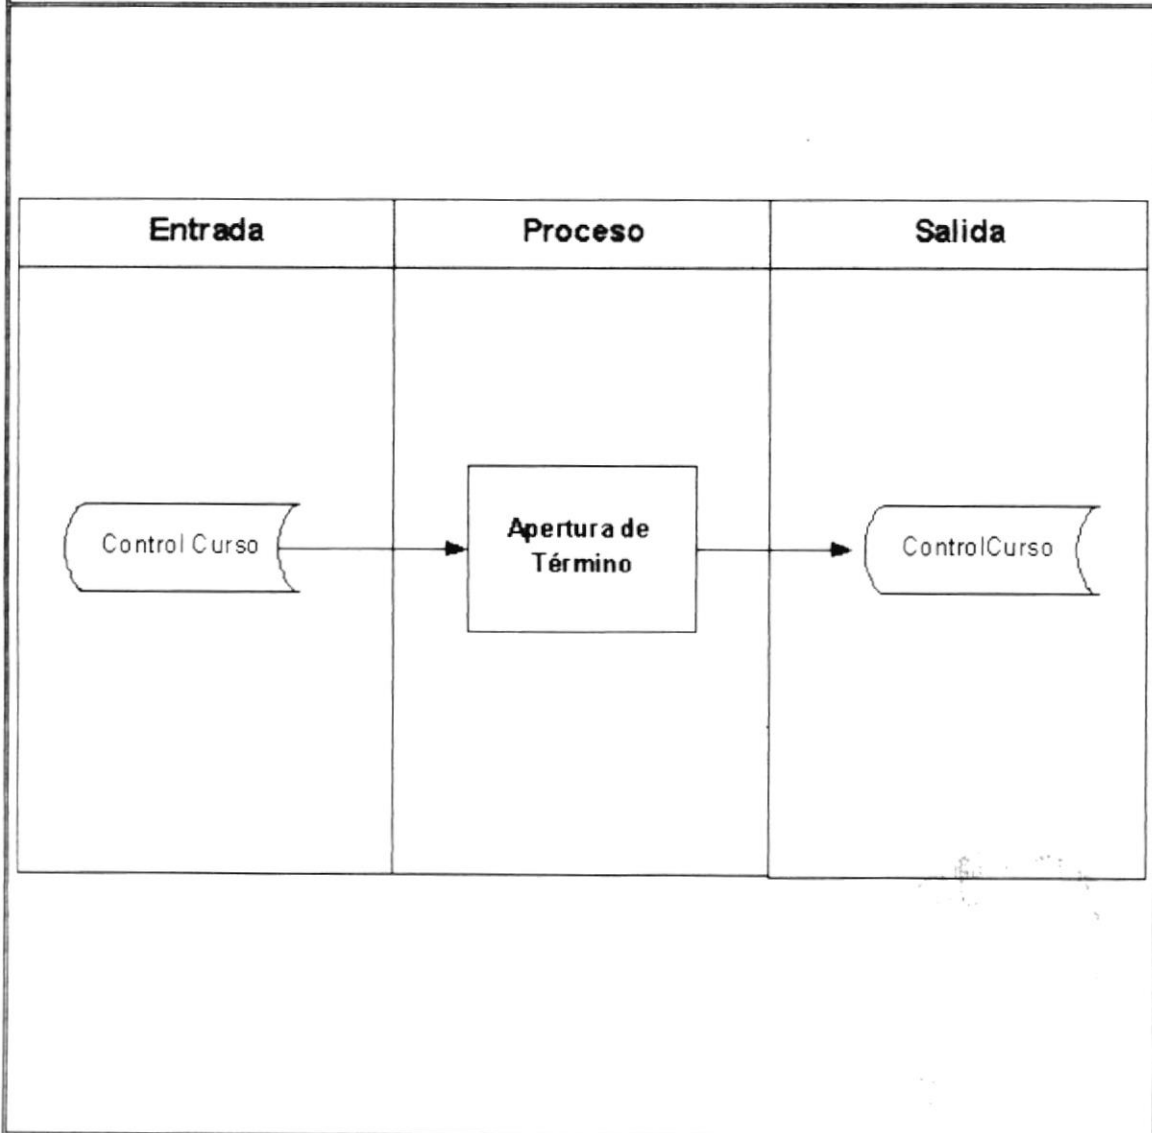 Entrada Proceso Salida
Control Curso
Apertura de
Término
ControlCurso